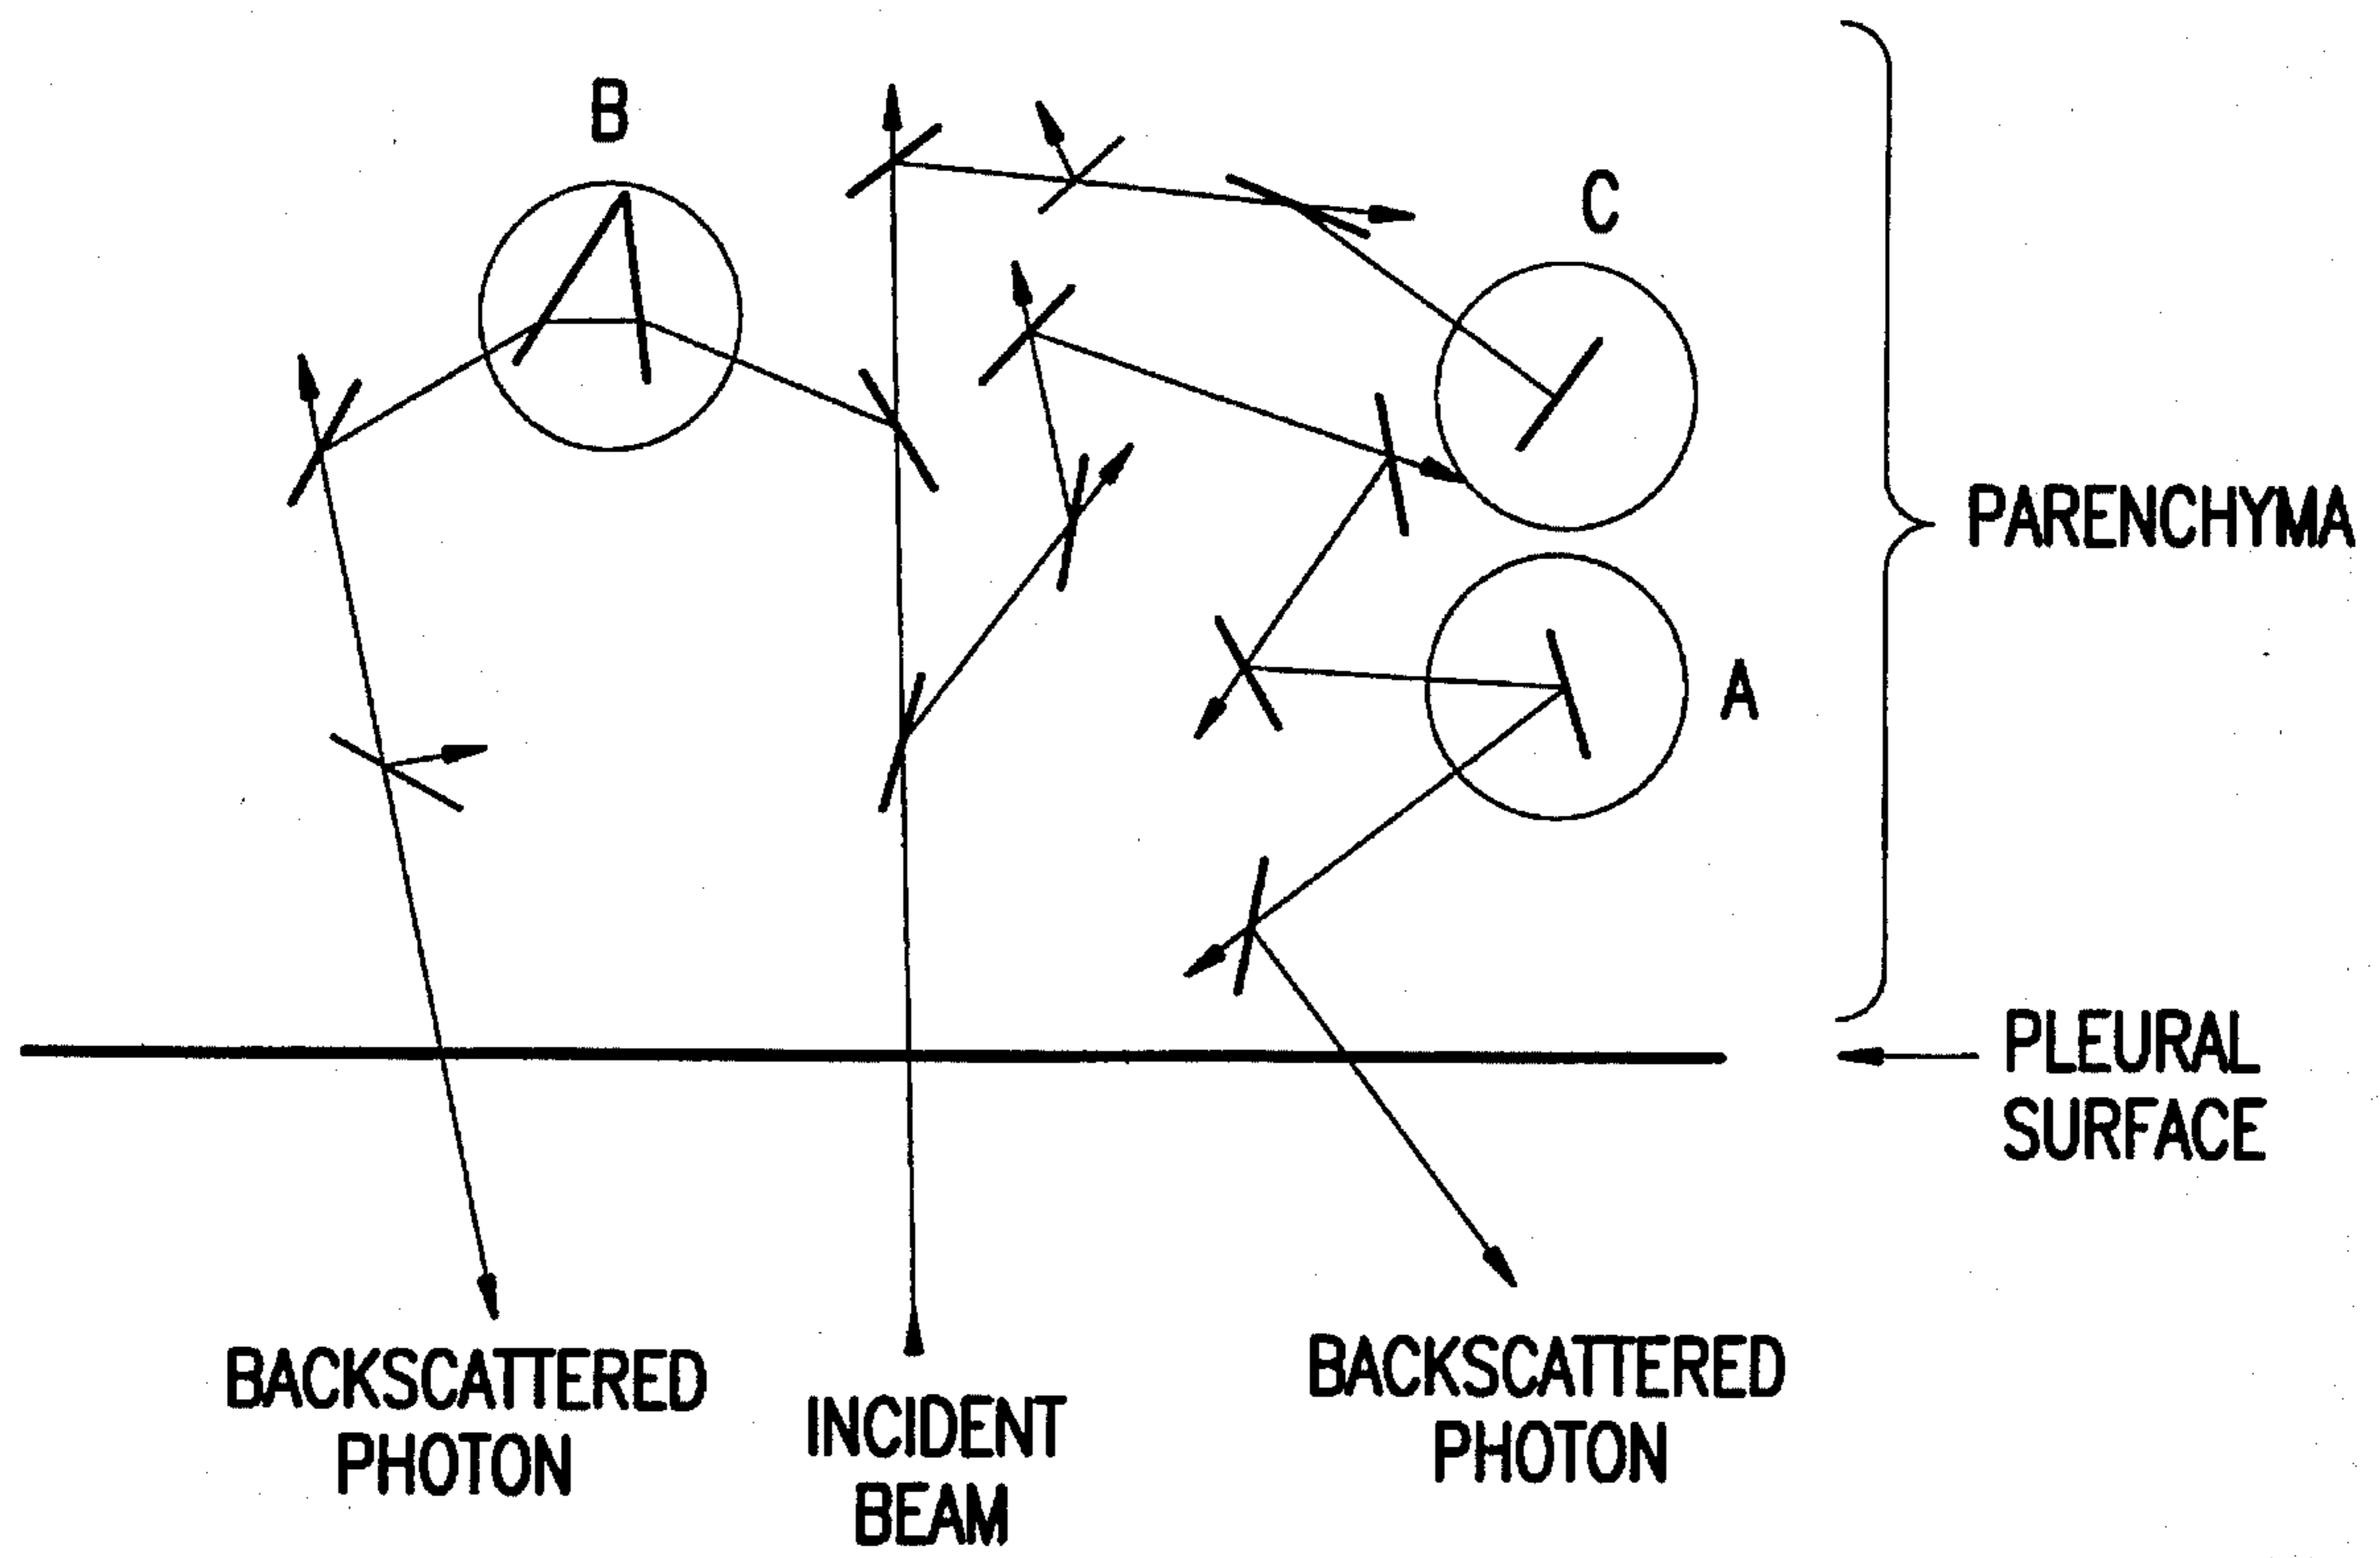 B
C
PARENCHYMA
A
PLEURAL
SURFACE
BACKSCATTERED
PHOTON
INCIDENT
BEAM
BACKSCATTERED
PHOTON